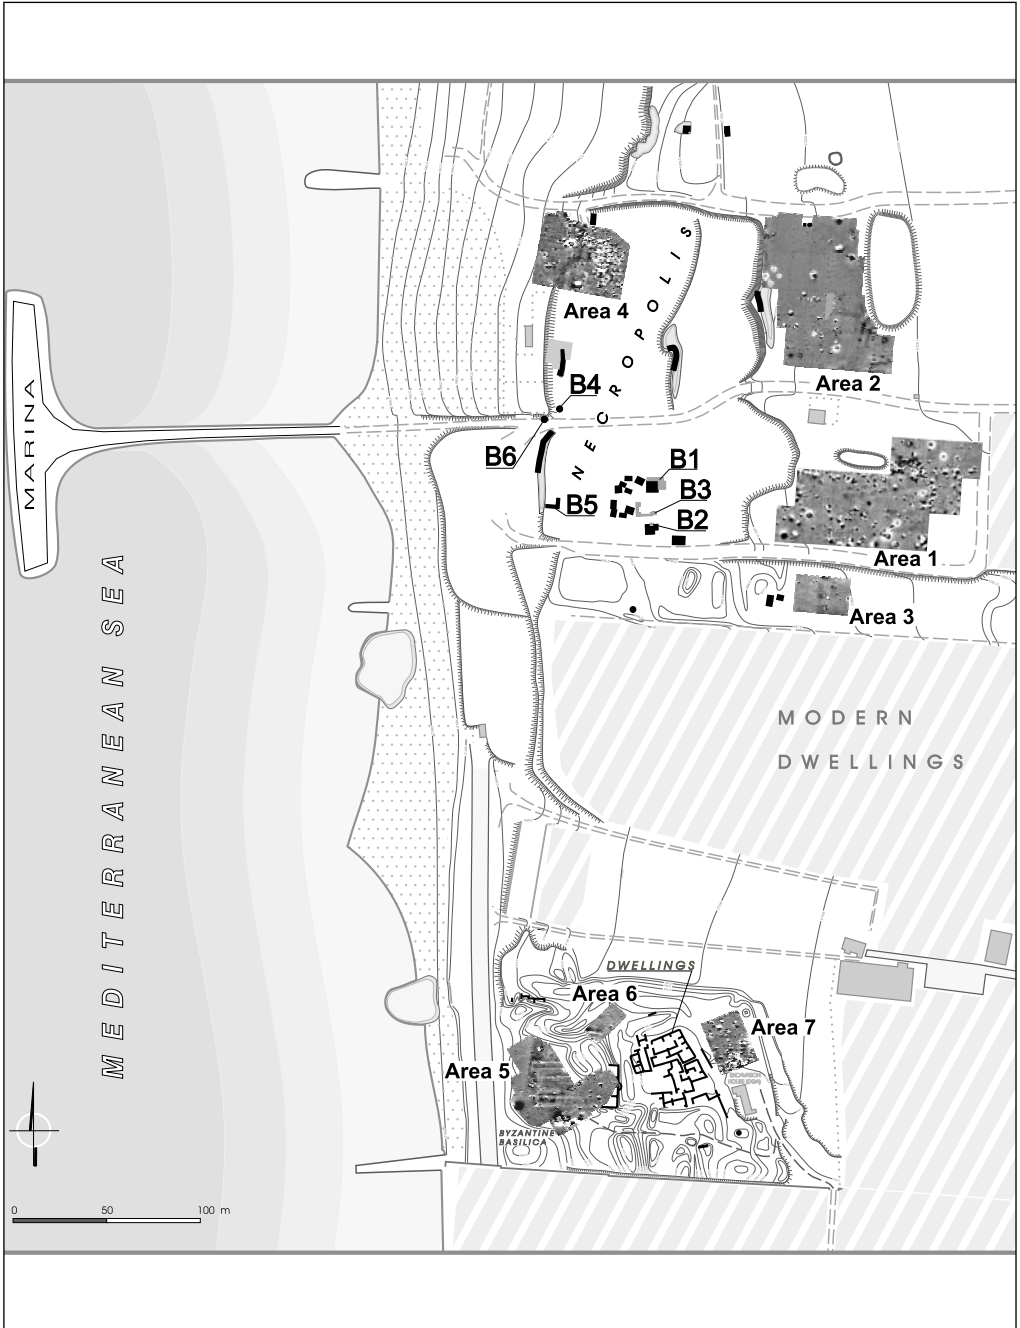 Area 4
Area 2
NECROPOLIS
MARINA
B4
B6
B1
B3
B5
B2
Area 1
Area 3
MEDITERRANEAN SEA
MODERN
DWELLINGS
DWELLINGS
Area 6
Area 7
Area 5
EXCAVATION
BYZANTINE
BASILICA
0 50 100 m